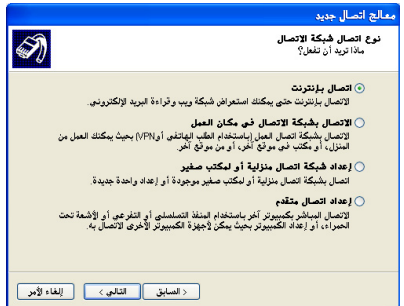 معالج اتصال جديد
نوع اتصال شبكة الاتصال
ماذا تريد أن تفعل؟
اتصال بإنترنت
الاتصال بإنترنت حتى يمكنك استعراض شبكة ويب وقراءة البريد الإلكتروني.
الاتصال بشبكة الاتصال في مكان العمل
الاتصال بشبكة اتصال العمل (باستخدام الطلب الهاتفي أوVPN) بحيث يمكنك العمل من
المنزل، أو مكتب في موقع آخر، أو من موقع آخر.
إعداد شبكة اتصال منزلية أو لمكتب صغير
اتصال بشبكة اتصال منزلية أو لمكتب صغير موجودة أو إعداد واحدة جديدة.
إعداد اتصال متقدم
الاتصال المباشر بكمبيوتر آخر باستخدام المنفذ التسلسلي أو التفرعي أو الأشعة تحت
الحمراء، أو إعداد الكمبيوتر بحيث يمكن لأجهزة الكمبيوتر الأخرى الاتصال به.
< السابق
التالي >
إلغاء الأمر